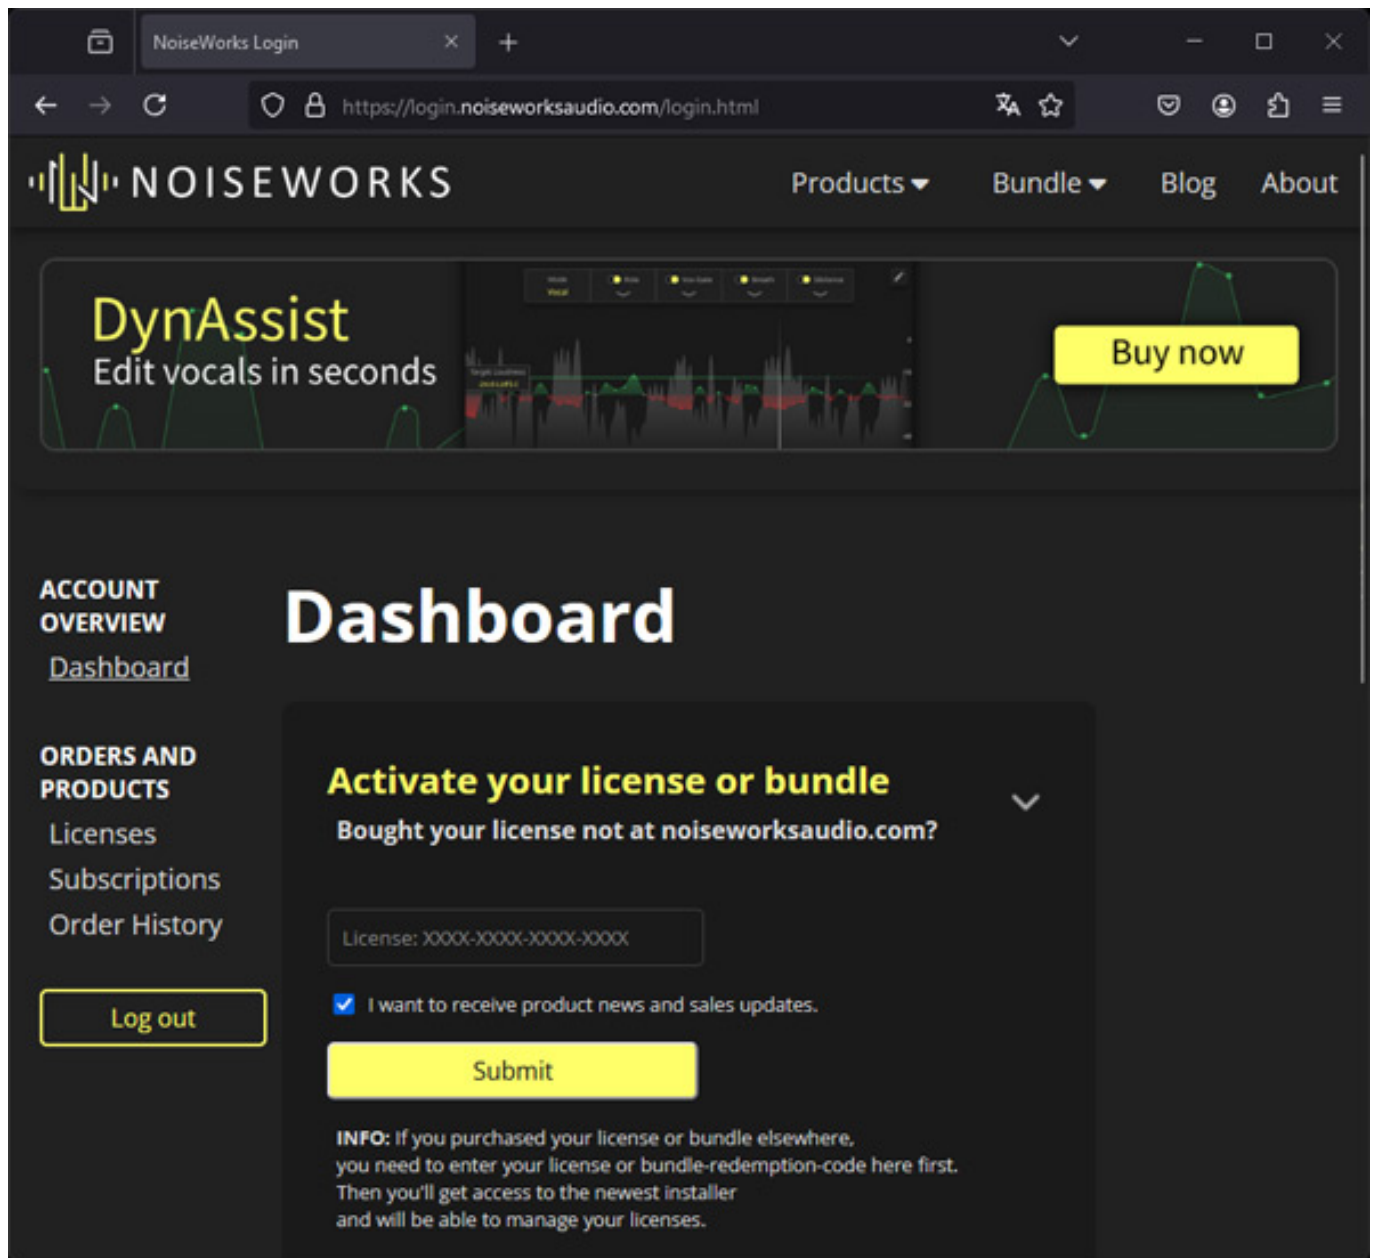 NoiseWorks Login
https://login.noiseworksaudio.com/login.html
NOISEWORKS
Products
Bundle
Blog
About
DynAssist
Edit vocals in seconds
Mode
Vocal
Target Loudness
Buy now
ACCOUNT
OVERVIEW
Dashboard
ORDERS AND
PRODUCTS
Licenses
Subscriptions
Order History
Log out
Dashboard
Activate your license or bundle
Bought your license not at noiseworksaudio.com?
License: XXXX-XXXX-XXXX-XXXX
I want to receive product news and sales updates.
Submit
INFO: If you purchased your license or bundle elsewhere,
you need to enter your license or bundle-redemption-code here first.
Then you'll get access to the newest installer
and will be able to manage your licenses.